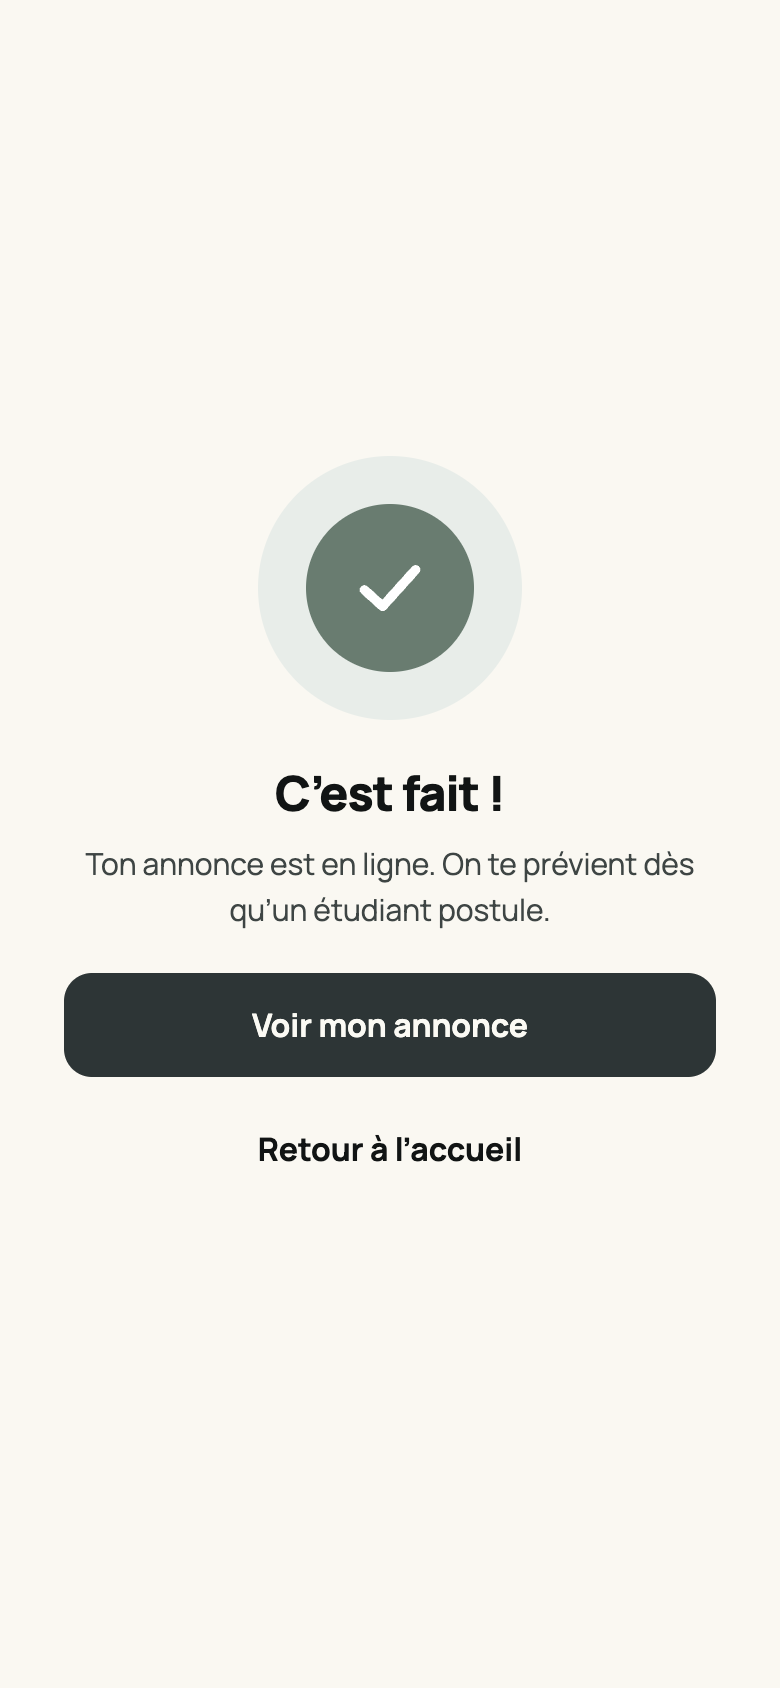 C’est fait !
Ton annonce est en ligne. On te prévient dès
qu’un étudiant postule.
Voir mon annonce
Retour à l’accueil